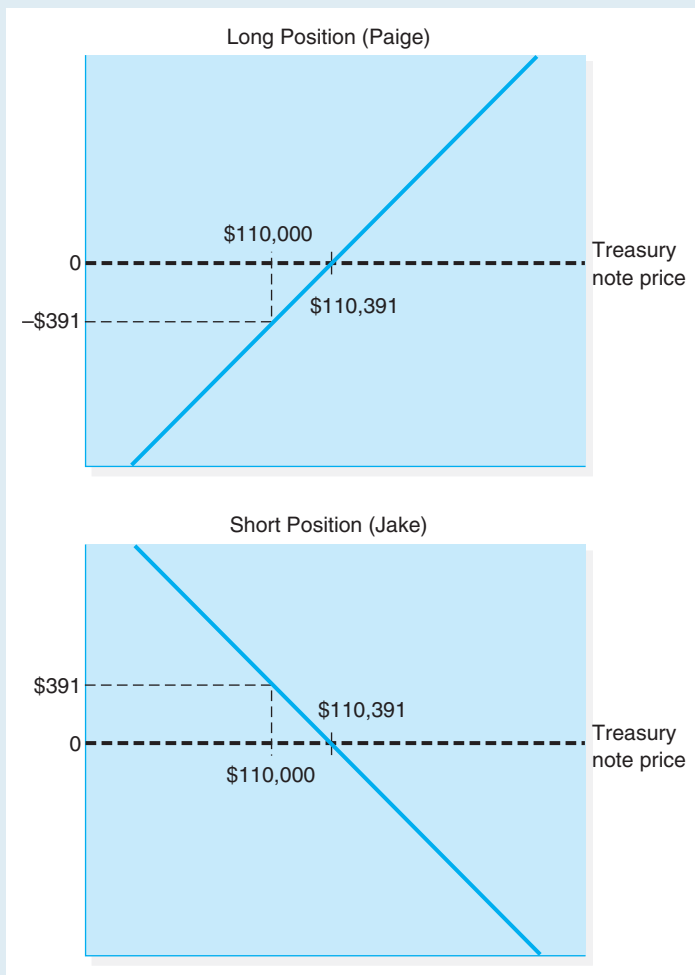 Long Position (Paige)
$110,000
0
Treasury
note price
$110,391
–$391
Short Position (Jake)
$391
$110,391
0
Treasury
note price
$110,000